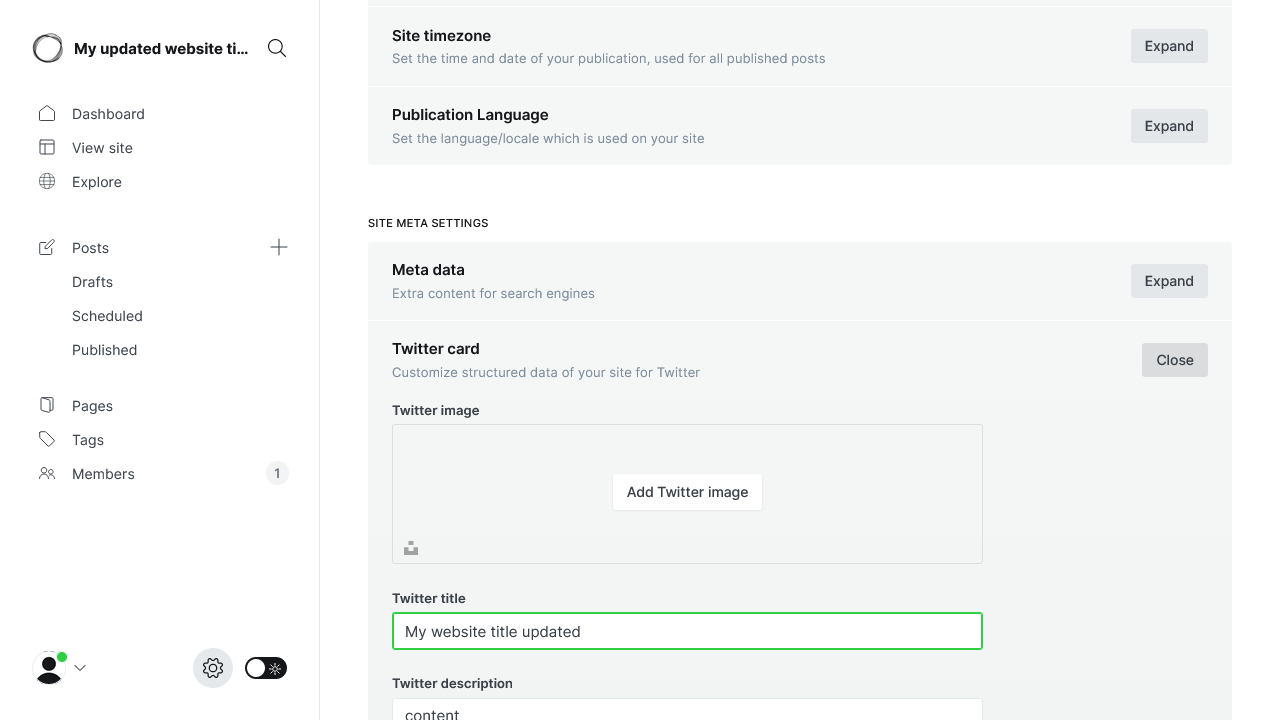 My updated website ti...
Dashboard
View site
Explore
Posts
Drafts
Scheduled
Published
Pages
Tags
Members
1
Site timezone
Set the time and date of your publication, used for all published posts
Expand
Publication Language
Set the language/locale which is used on your site
Expand
SITE META SETTINGS
Meta data
Extra content for search engines
Expand
Twitter card
Customize structured data of your site for Twitter
Close
Twitter image
Add Twitter image
Twitter title
My website title updated
Twitter description
content